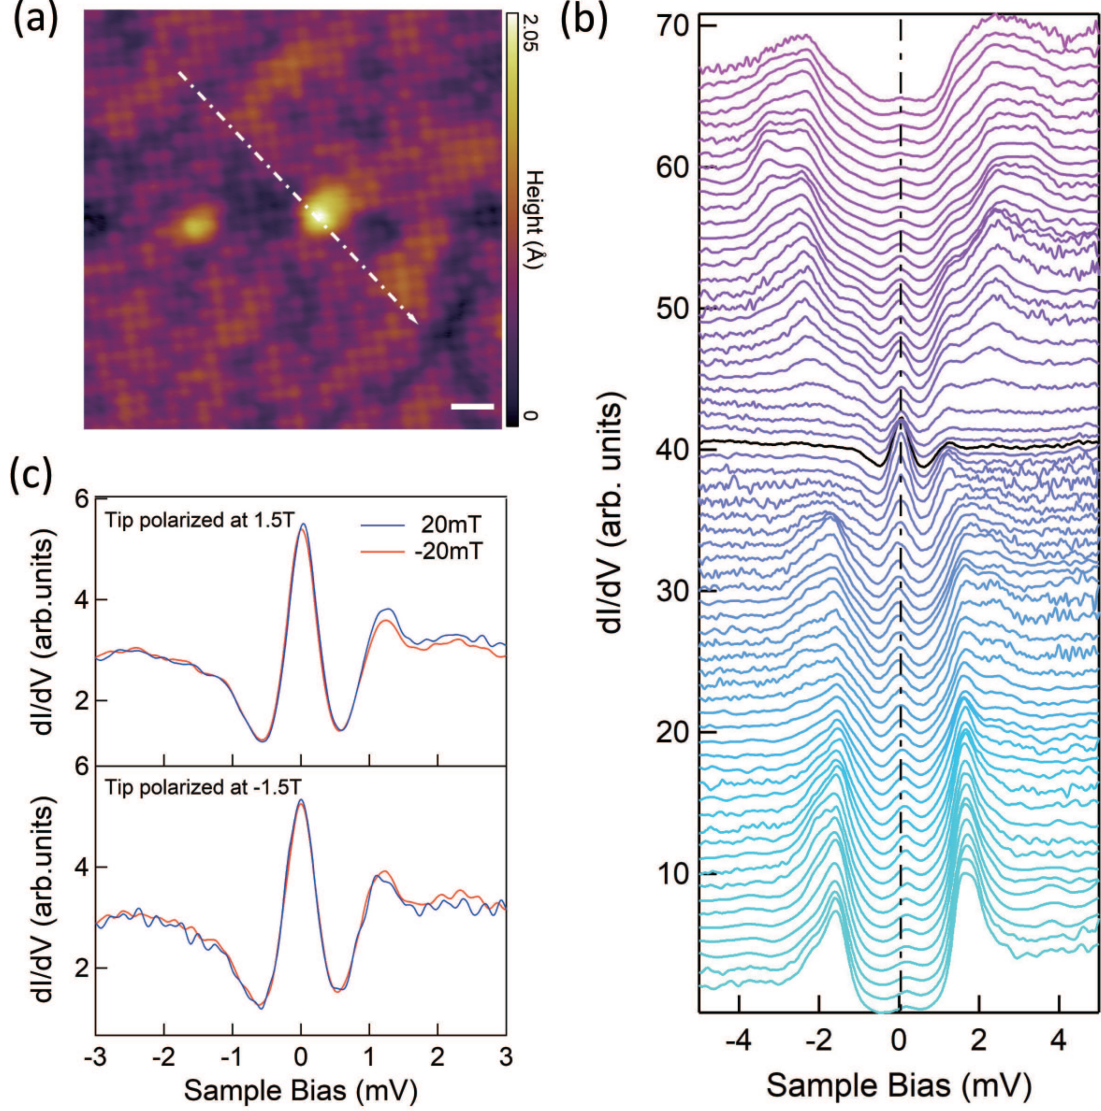 (a)
2.05
Height (Å)
0
(b)
70
60
50
40
30
20
10
dI/dV (arb. units)
-4
-2
0
2
4
Sample Bias (mV)
(c)
6
4
2
dI/dV (arb.units)
Tip polarized at 1.5T
20mT
-20mT
6
4
2
dI/dV (arb.units)
Tip polarized at -1.5T
-3
-2
-1
0
1
2
3
Sample Bias (mV)